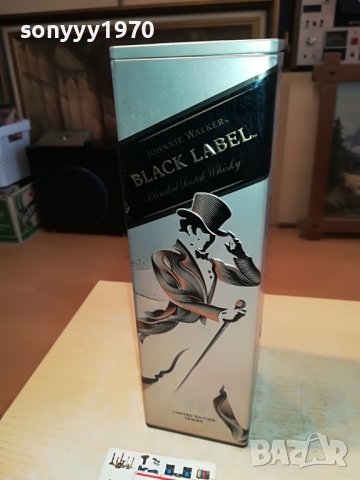 sonyyy1970
JOHNNIE WALKER
BLACK LABEL
Blended Scotch Whisky
LIMITED EDITION
DESIGN
BAZAR